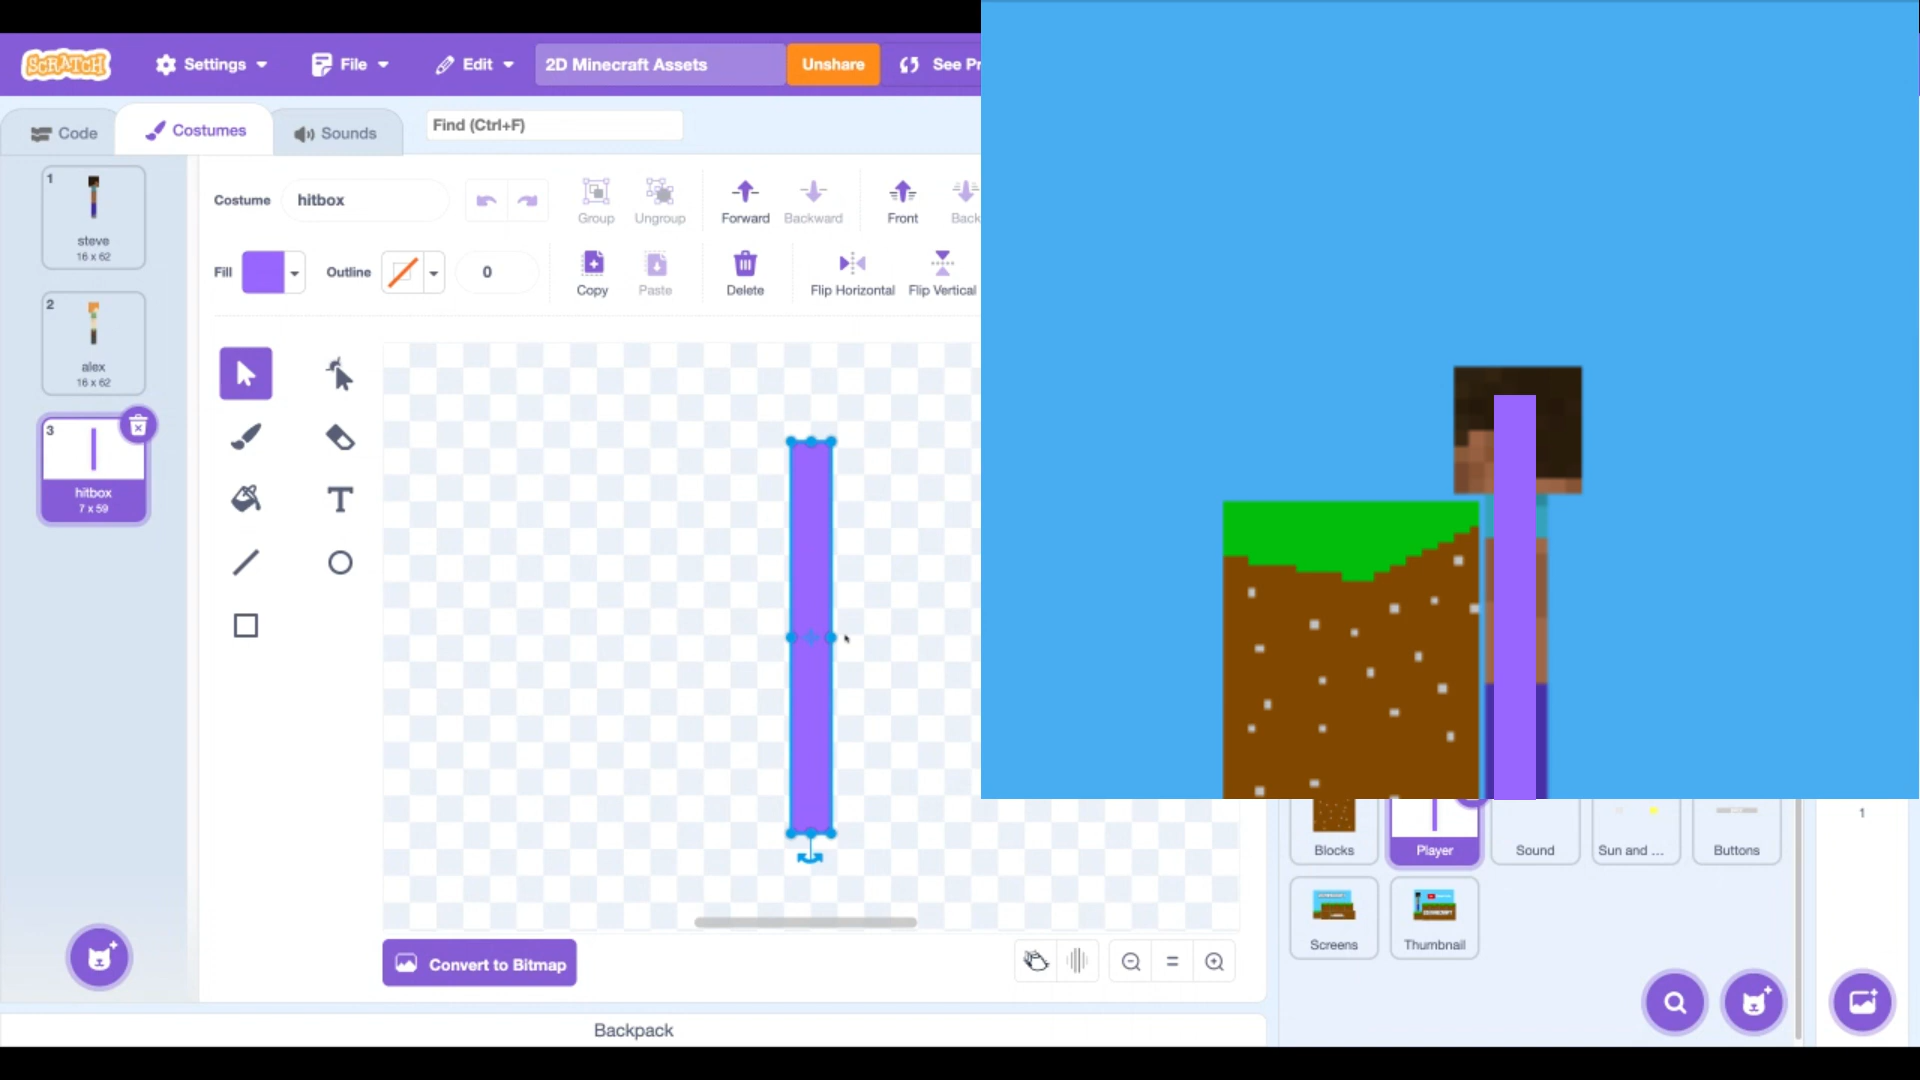 SCRATCH Settings File Edit 2D Minecraft Assets Unshare See Pr
Code Costumes Sounds Find (Ctrl+F)
1
steve
16 x 62
2
alex
16 x 62
3
hitbox
7 x 59
Costume hitbox Group Ungroup Forward Backward Front Back
Fill Outline 0 Copy Paste Delete Flip Horizontal Flip Vertical
T
Convert to Bitmap
Backpack
Blocks Player Sound Sun and ... Buttons
1
Screens Thumbnail